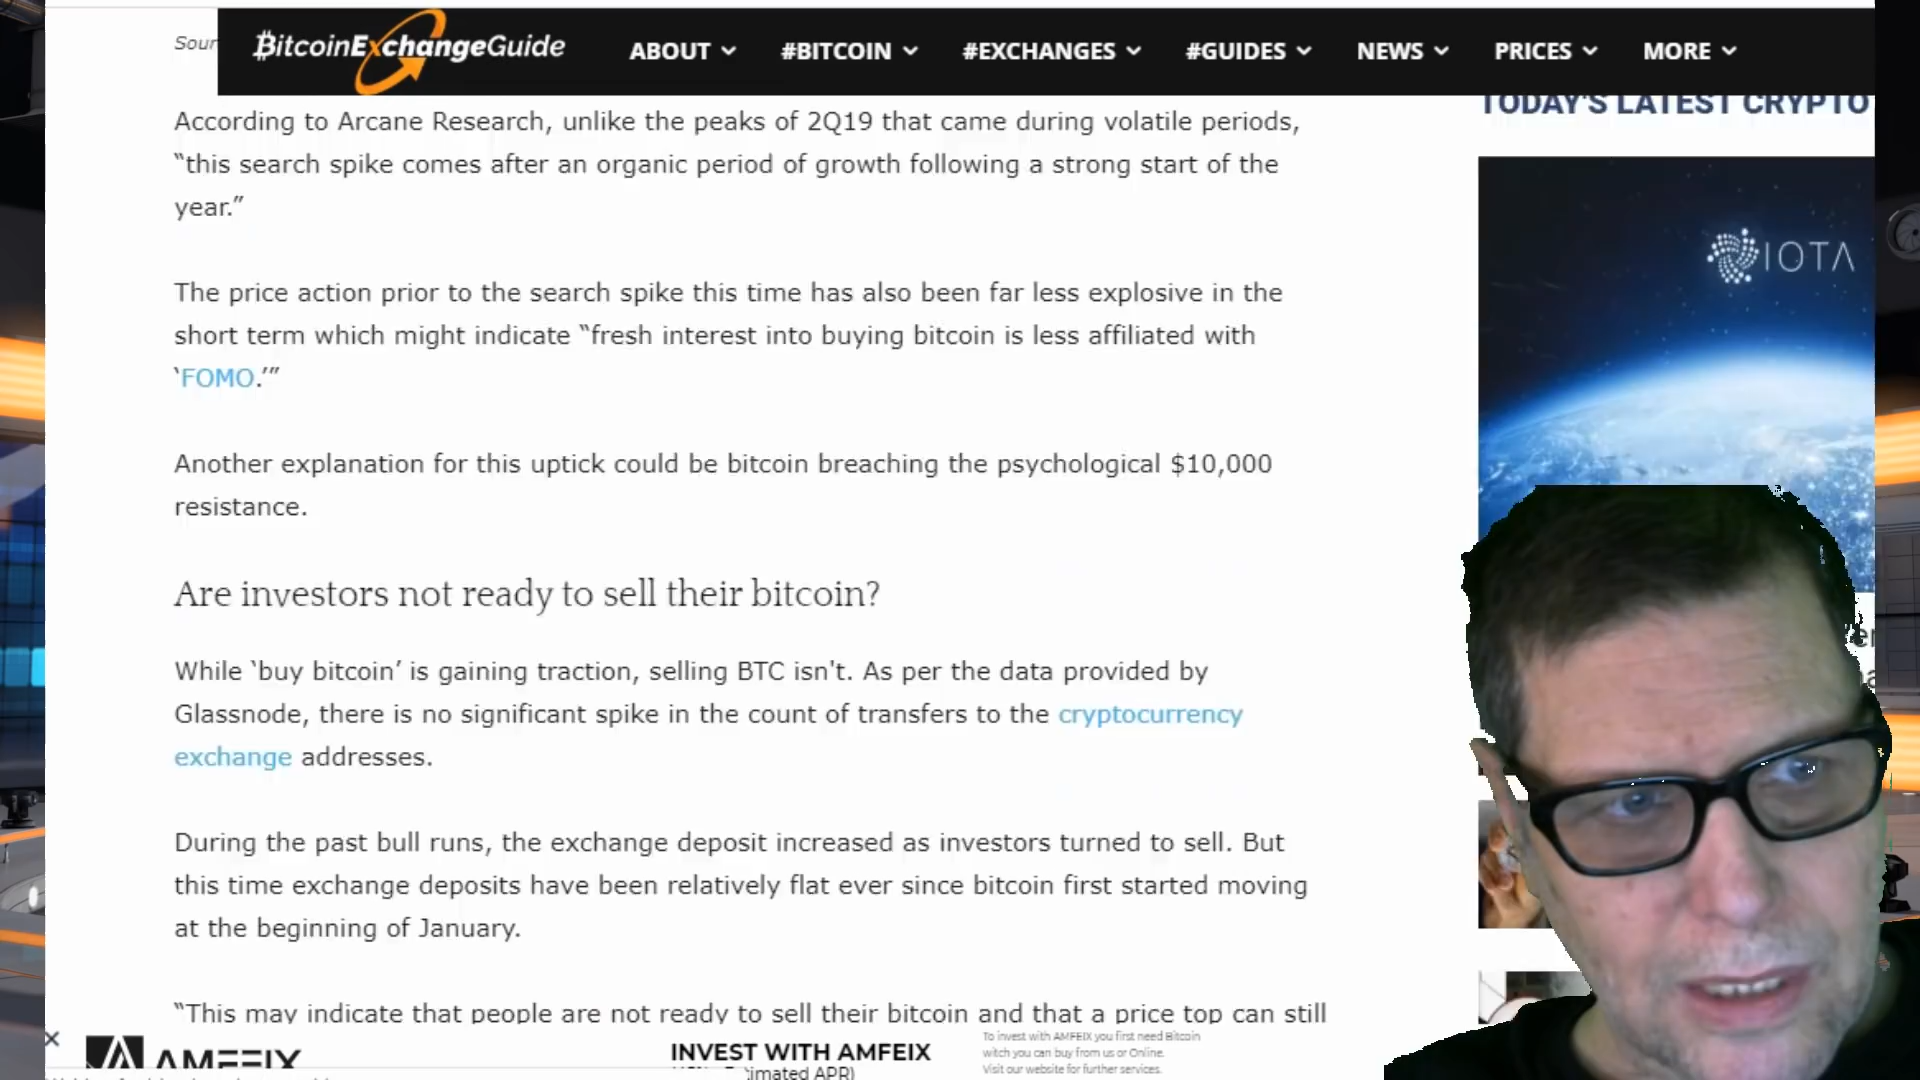 Sour
BitcoinExchangeGuide
ABOUT
#BITCOIN
#EXCHANGES
#GUIDES
NEWS
PRICES
MORE
According to Arcane Research, unlike the peaks of 2Q19 that came during volatile periods,
“this search spike comes after an organic period of growth following a strong start of the
year.”
The price action prior to the search spike this time has also been far less explosive in the
short term which might indicate “fresh interest into buying bitcoin is less affiliated with
‘FOMO.’”
Another explanation for this uptick could be bitcoin breaching the psychological $10,000
resistance.
Are investors not ready to sell their bitcoin?
While ‘buy bitcoin’ is gaining traction, selling BTC isn't. As per the data provided by
Glassnode, there is no significant spike in the count of transfers to the cryptocurrency
exchange addresses.
During the past bull runs, the exchange deposit increased as investors turned to sell. But
this time exchange deposits have been relatively flat ever since bitcoin first started moving
at the beginning of January.
“This may indicate that people are not ready to sell their bitcoin and that a price top can still
TODAY'S LATEST CRYPTO
IOTA
AMFEIX
INVEST WITH AMFEIX
imated APR)
To invest with AMFEIX you first need Bitcoin
witch you can buy from us or Online.
Visit our website for further services.